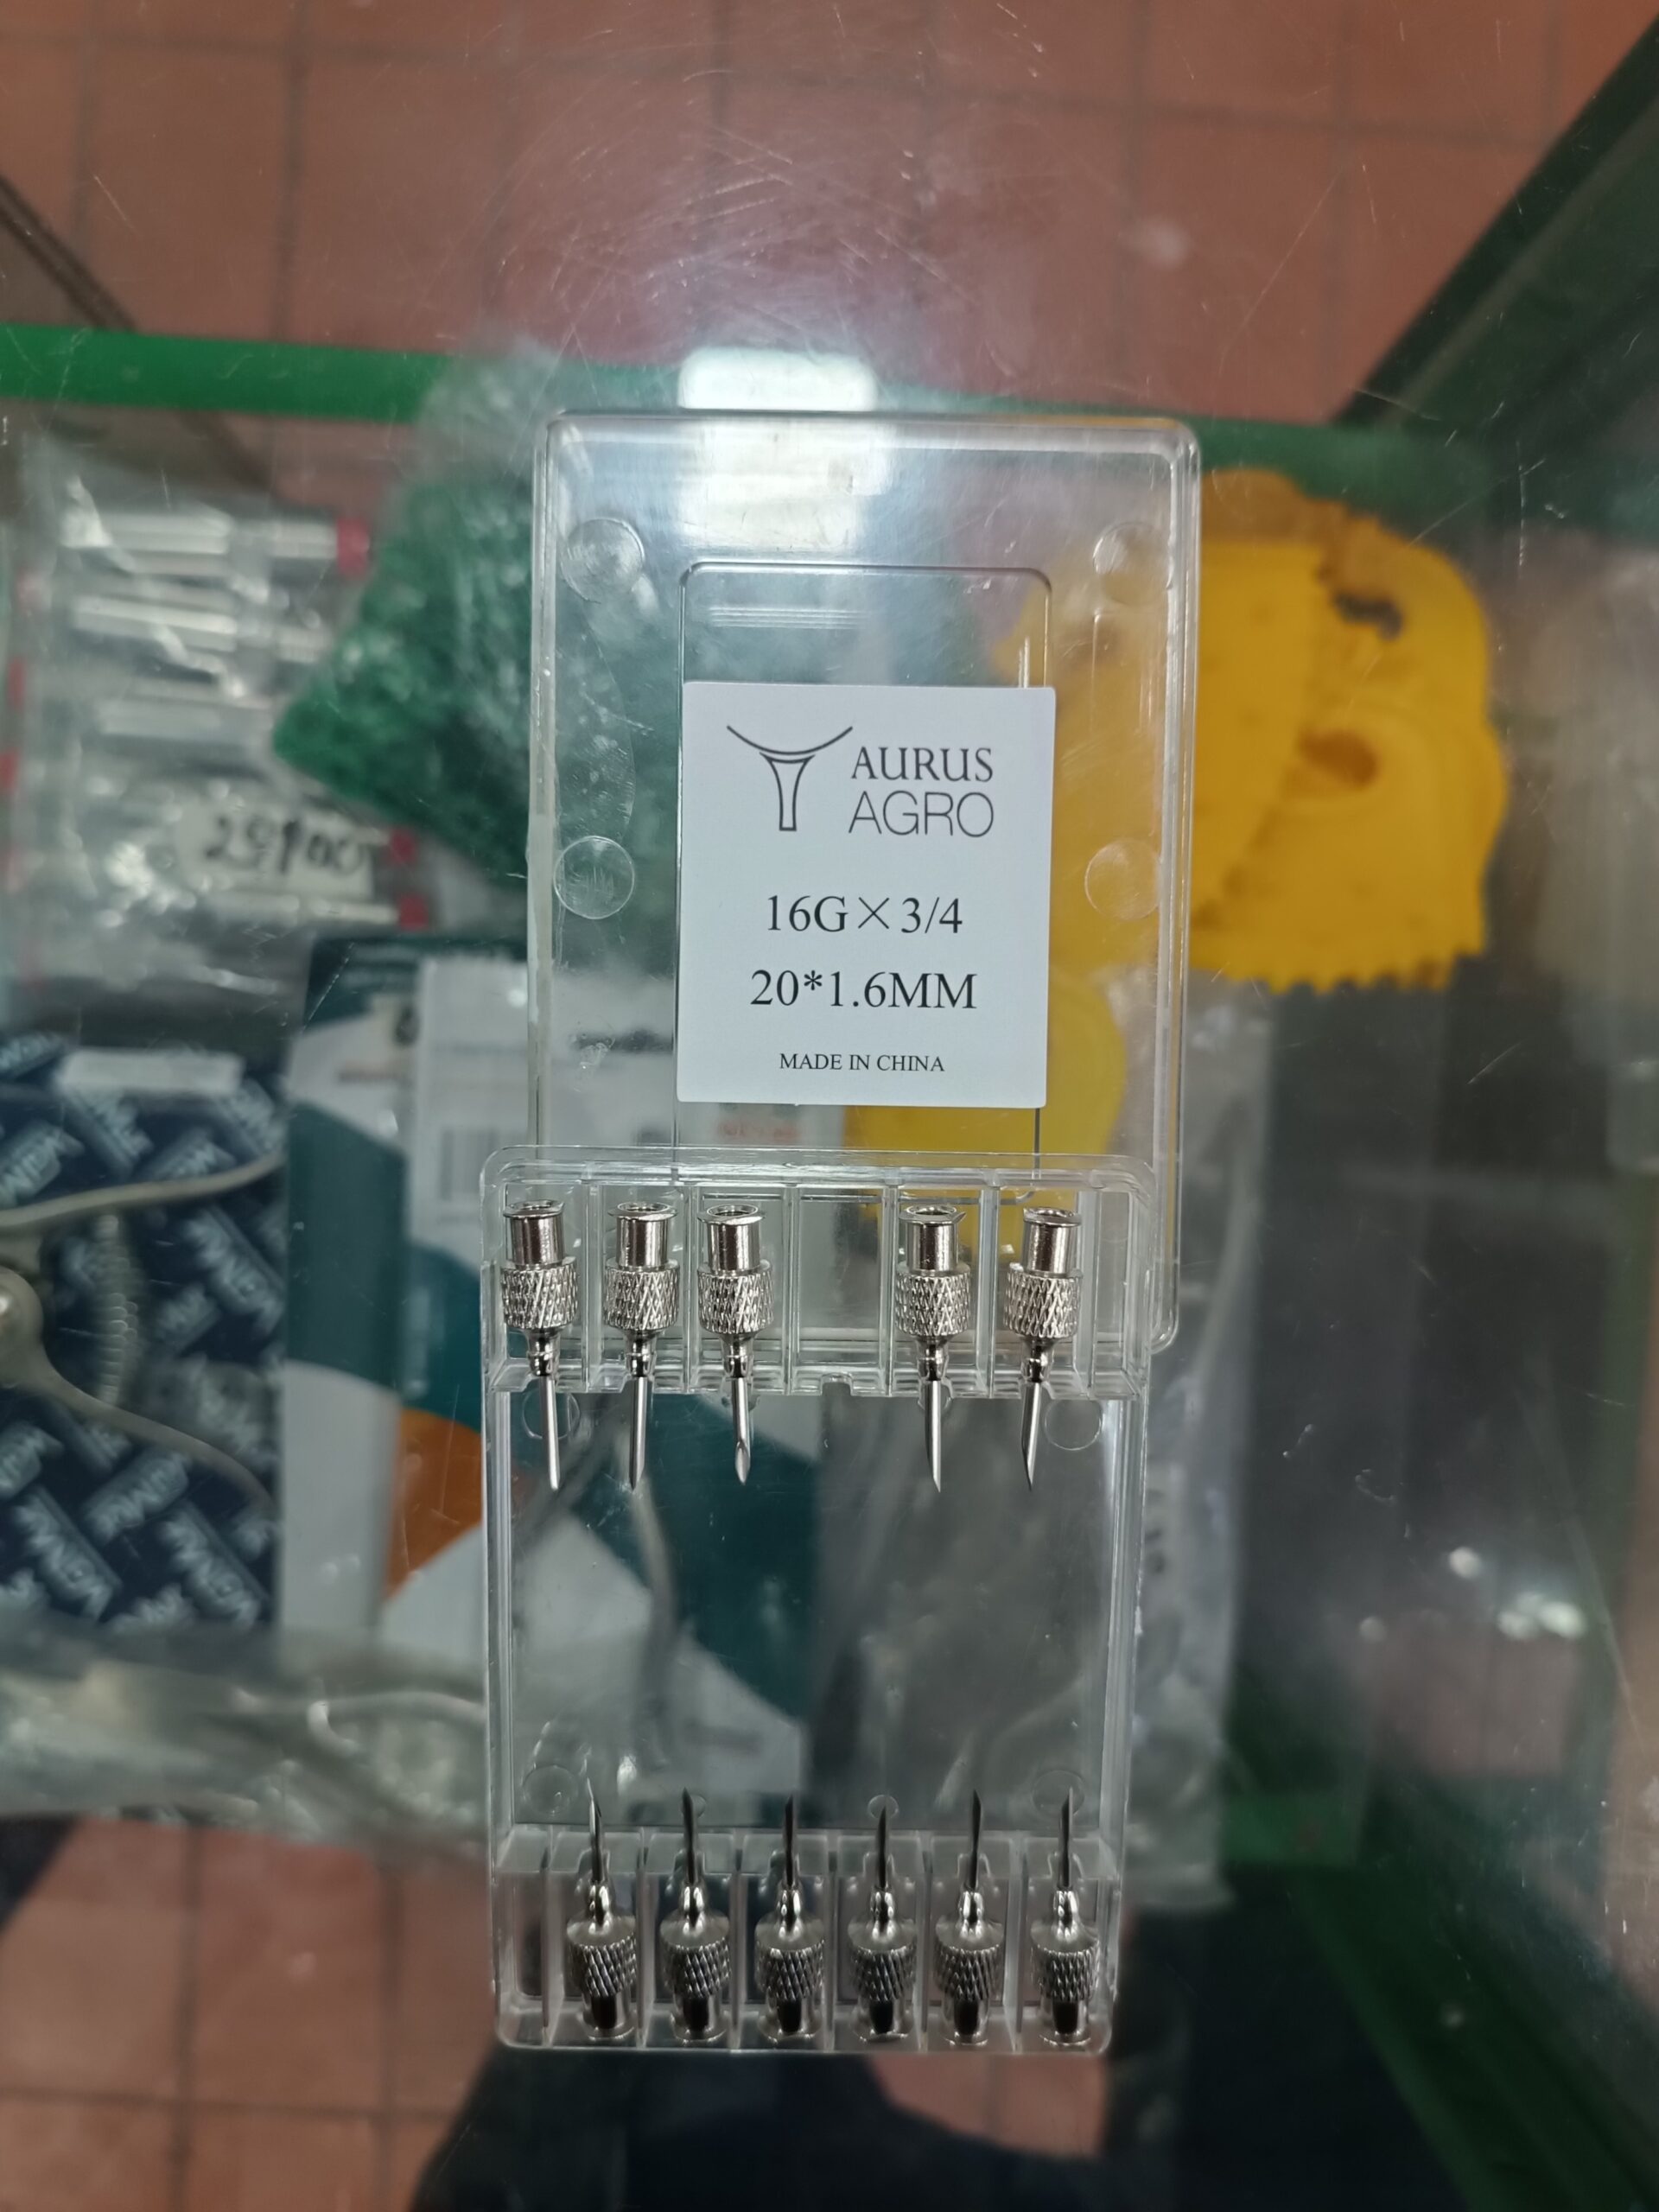 AURUS
AGRO
16G×3/4
20*1.6MM
MADE IN CHINA